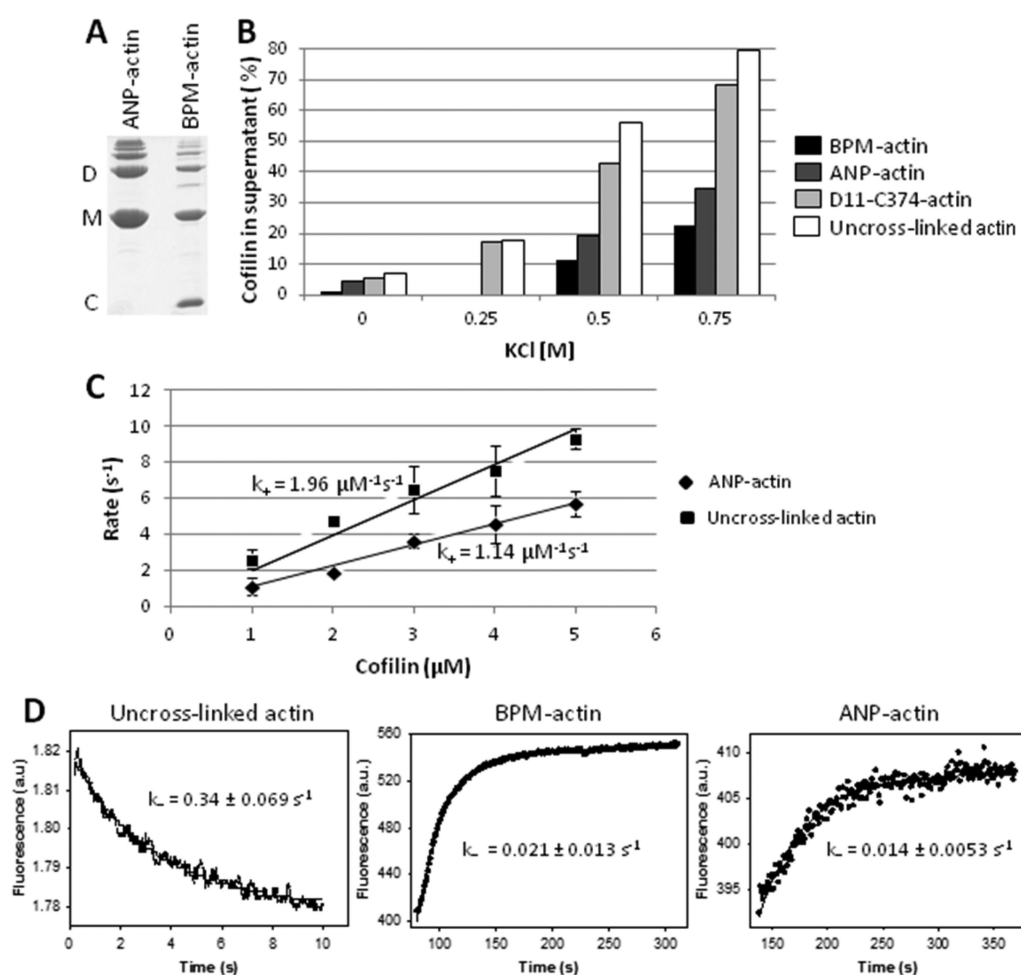 A
ANP-actin
BPM-actin
D
M
C
B
Cofilin in supernatant (%)
80
70
60
50
40
30
20
10
0
0 0.25 0.5 0.75
KCl [M]
BPM-actin
ANP-actin
D11-C374-actin
Uncross-linked actin
C
Rate (s-1)
12
10
8
6
4
2
0
k+ = 1.96 µM-1s-1
k+ = 1.14 µM-1s-1
0 1 2 3 4 5 6
Cofilin (µM)
ANP-actin
Uncross-linked actin
D
Uncross-linked actin
Fluorescence (a.u)
1.82
1.81
1.80
1.79
1.78
k- = 0.34 ± 0.069 s-1
0 2 4 6 8 10
Time (s)
BPM-actin
Fluorescence (a.u.)
560
520
480
440
400
k- = 0.021 ± 0.013 s-1
100 150 200 250 300
Time (s)
ANP-actin
Fluorescence (a.u.)
410
405
400
395
k- = 0.014 ± 0.0053 s-1
150 200 250 300 350
Time (s)